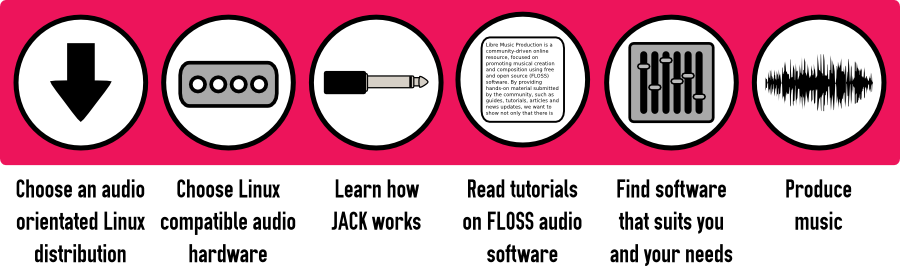 Libre Music Production is a
community-driven online
resource, focused on
promoting musical creation
and composition using free
and open source (FLOSS)
software. By providing
hands-on material submitted
by the community, such as
guides, tutorials, articles and
news updates, we want to
show not only that there is
Choose an audio
orientated Linux
distribution
Choose Linux
compatible audio
hardware
Learn how
JACK works
Read tutorials
on FLOSS audio
software
Find software
that suits you
and your needs
Produce
music